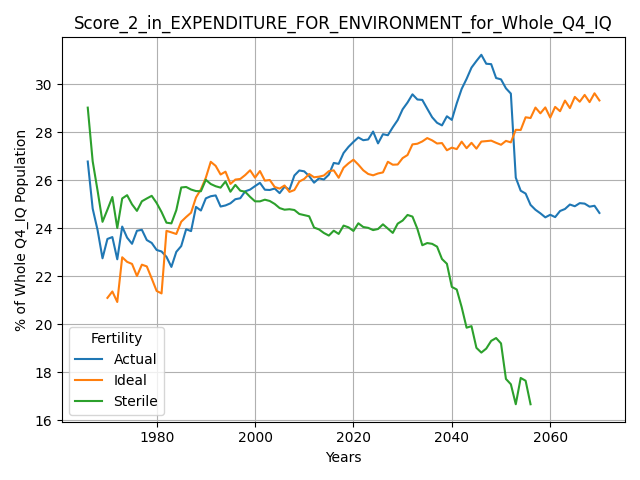 Score_2_in_EXPENDITURE_FOR_ENVIRONMENT_for_Whole_Q4_IQ
% of Whole Q4_IQ Population
30
28
26
24
22
20
18
16
Fertility
Actual
Ideal
Sterile
1980
2000
2020
2040
2060
Years